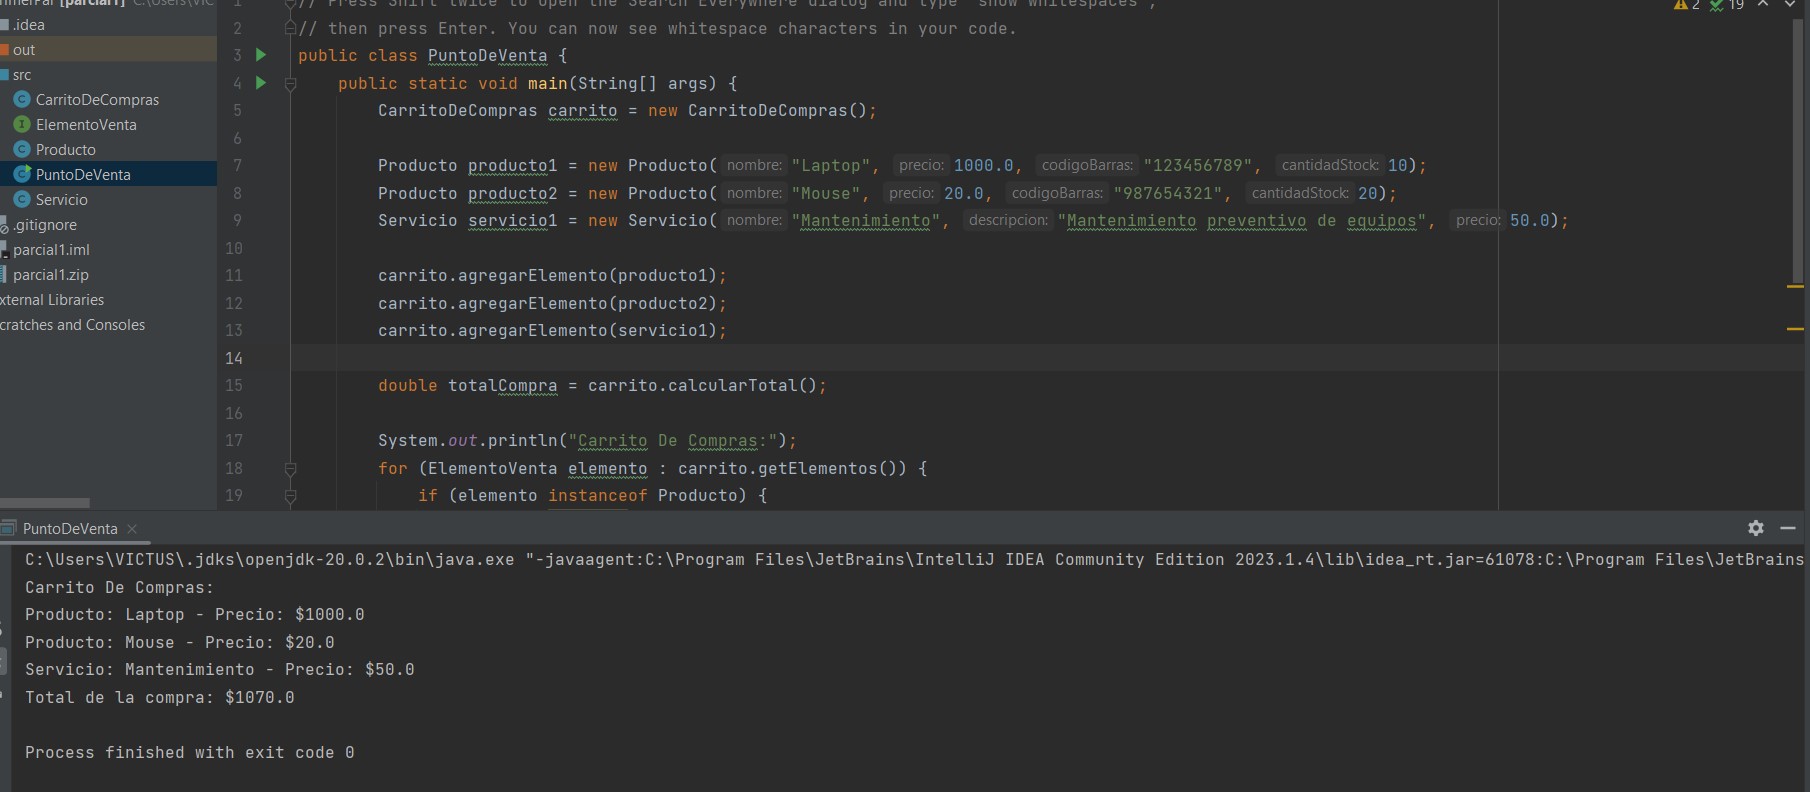 [parcial1] C:\Users\VIC
.idea
out
src
CarritoDeCompras
ElementoVenta
Producto
PuntoDeVenta
Servicio
.gitignore
parcial1.iml
parcial1.zip
xternal Libraries
cratches and Consoles
2 19
1 // Press Shift twice to open the Search Everywhere dialog and type `show whitespaces`,
2 // then press Enter. You can now see whitespace characters in your code.
3 public class PuntoDeVenta {
4 public static void main(String[] args) {
5 CarritoDeCompras carrito = new CarritoDeCompras();
6
7 Producto producto1 = new Producto( nombre: "Laptop", precio: 1000.0, codigoBarras: "123456789", cantidadStock: 10);
8 Producto producto2 = new Producto( nombre: "Mouse", precio: 20.0, codigoBarras: "987654321", cantidadStock: 20);
9 Servicio servicio1 = new Servicio( nombre: "Mantenimiento", descripcion: "Mantenimiento preventivo de equipos", precio: 50.0);
10
11 carrito.agregarElemento(producto1);
12 carrito.agregarElemento(producto2);
13 carrito.agregarElemento(servicio1);
14
15 double totalCompra = carrito.calcularTotal();
16
17 System.out.println("Carrito De Compras:");
18 for (ElementoVenta elemento : carrito.getElementos()) {
19 if (elemento instanceof Producto) {
PuntoDeVenta
C:\Users\VICTUS\.jdks\openjdk-20.0.2\bin\java.exe "-javaagent:C:\Program Files\JetBrains\IntelliJ IDEA Community Edition 2023.1.4\lib\idea_rt.jar=61078:C:\Program Files\JetBrains
Carrito De Compras:
Producto: Laptop - Precio: $1000.0
Producto: Mouse - Precio: $20.0
Servicio: Mantenimiento - Precio: $50.0
Total de la compra: $1070.0
Process finished with exit code 0